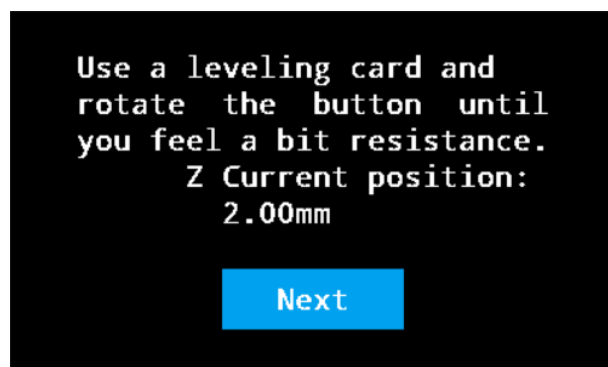 Use a leveling card and
rotate the button until
you feel a bit resistance.
Z Current position:
2.00mm
Next